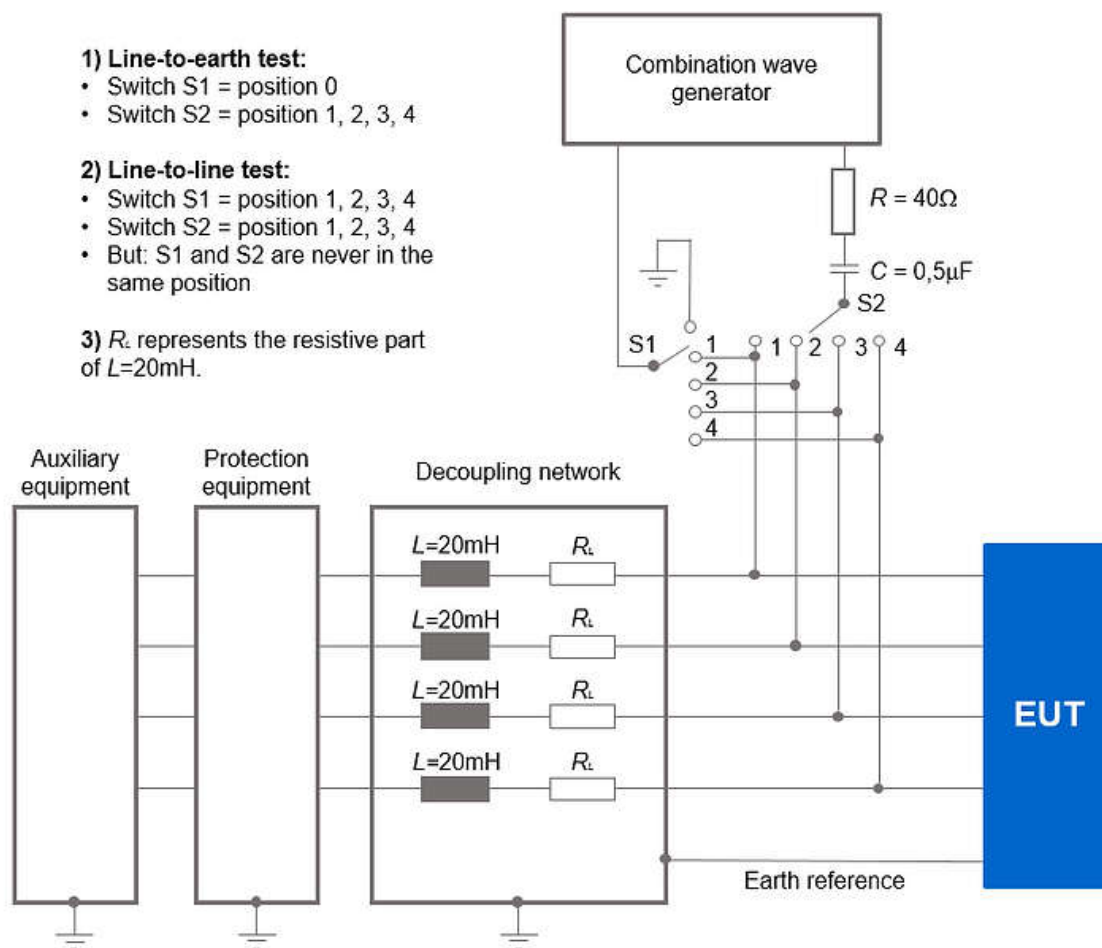 1) Line-to-earth test:
• Switch S1 = position 0
• Switch S2 = position 1, 2, 3, 4
2) Line-to-line test:
• Switch S1 = position 1, 2, 3, 4
• Switch S2 = position 1, 2, 3, 4
• But: S1 and S2 are never in the
same position
3) RL represents the resistive part
of L=20mH.
Combination wave
generator
R = 40Ω
C = 0,5µF
S2
S1
1
2
3
4
1
2
3
4
Auxiliary
equipment
Protection
equipment
Decoupling network
L=20mH
RL
L=20mH
RL
L=20mH
RL
L=20mH
RL
EUT
Earth reference